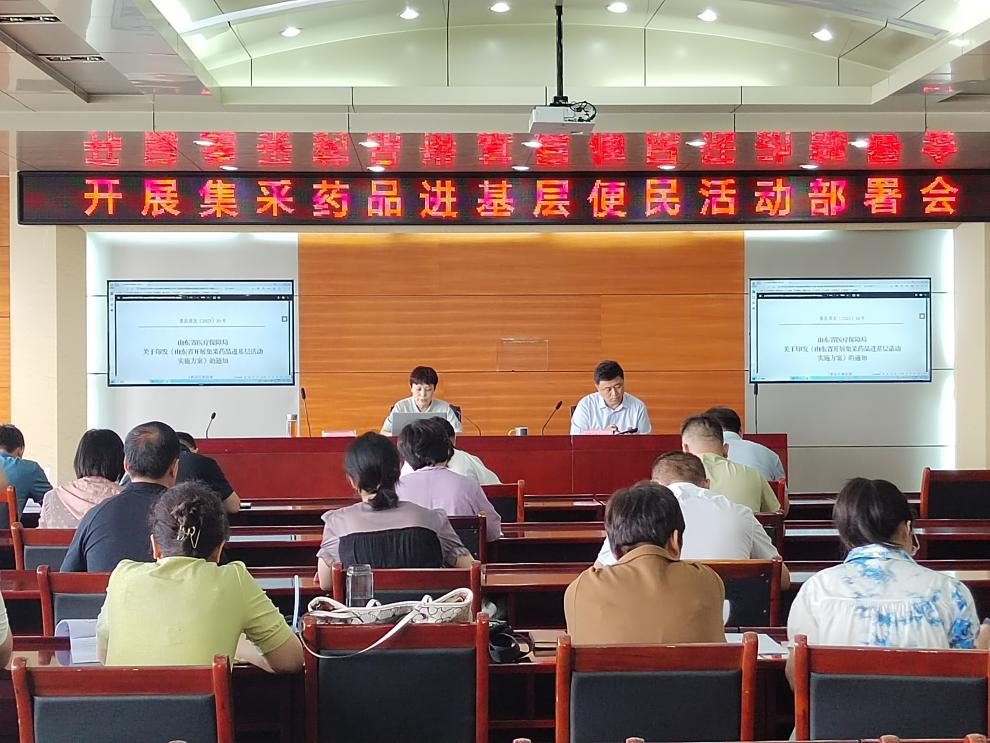 开展集采药品进基层便民活动部署会
山东省医疗保障局
关于印发《山东省开展集采药品进基层活动
实施方案》的通知
山东省医疗保障局
关于印发《山东省开展集采药品进基层活动
实施方案》的通知